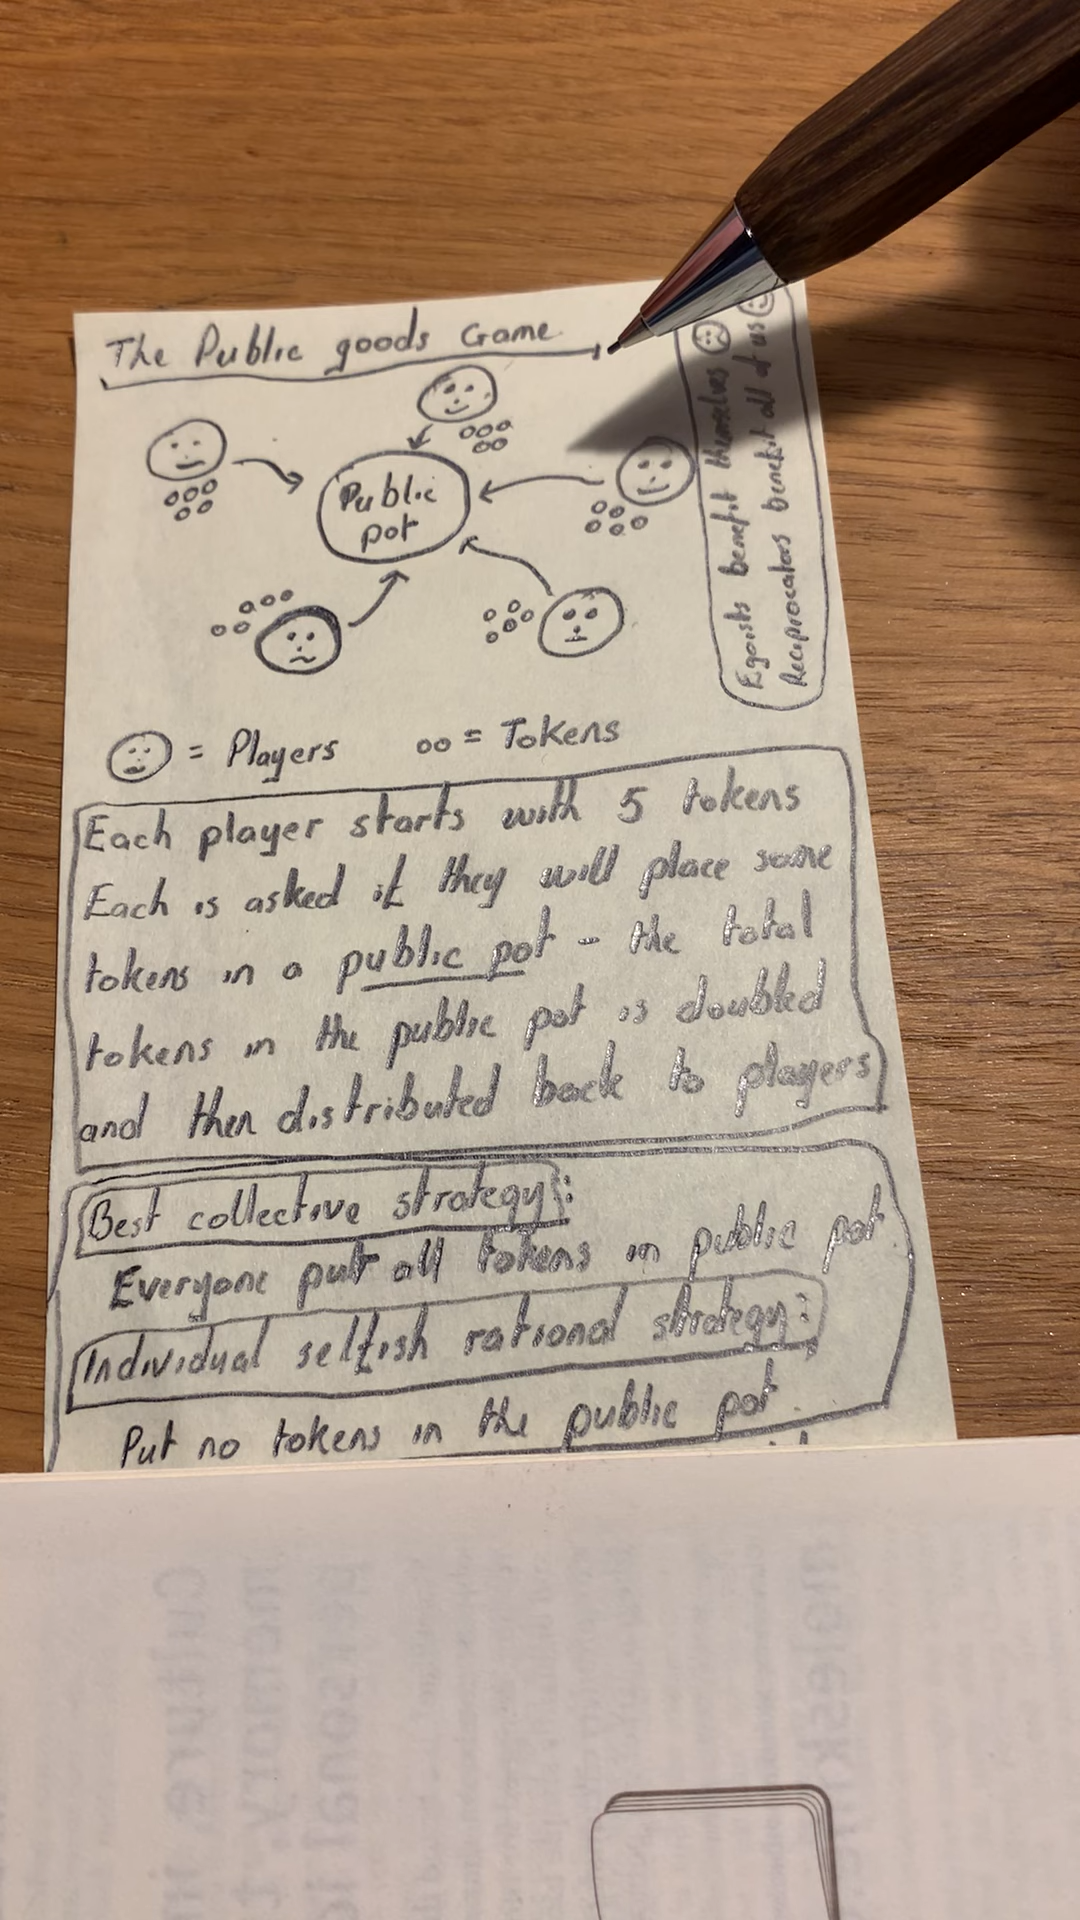 The Public goods Game
Public
pot
Egoists benefit themselves
Reciprocators benefit all of us
= Players
= Tokens
Each player starts with 5 tokens
Each is asked if they will place some
tokens in a public pot - the total
tokens in the public pot is doubled
and then distributed back to players
Best collective strategy:
Everyone put all tokens in public pot
Individual selfish rational strategy:
Put no tokens in the public pot.